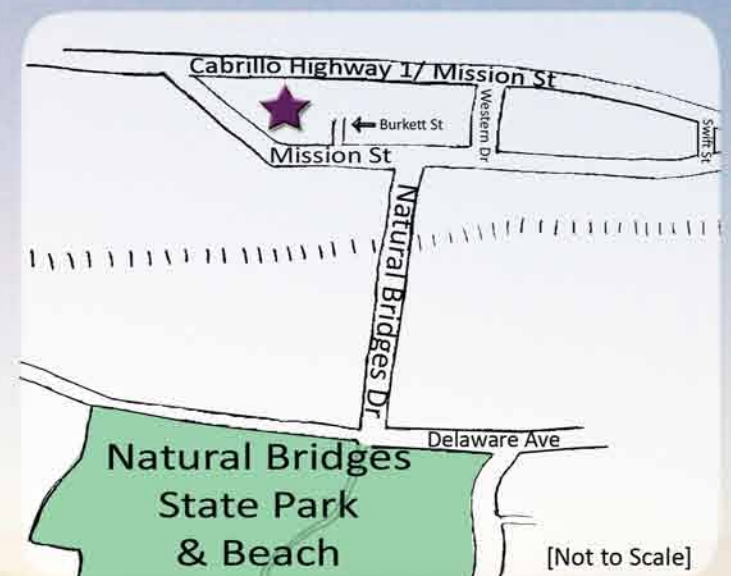 Cabrillo Highway 1/ Mission St
Western Dr
Swift St
Burkett St
Mission St
Natural Bridges Dr
Delaware Ave
Natural Bridges
State Park
& Beach
[Not to Scale]